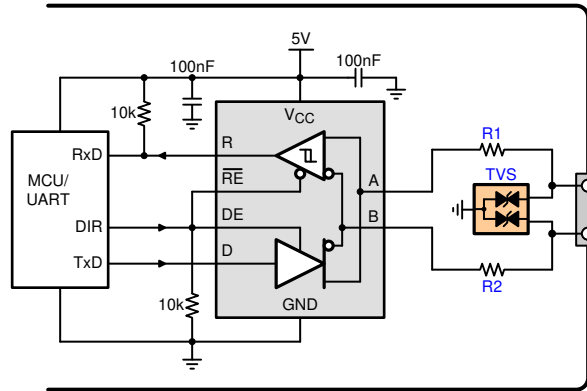 5V
100nF
100nF
10k
VCC
R1
RxD
R
TVS
MCU/
UART
RE
A
DIR
DE
B
TxD
D
R2
10k
GND